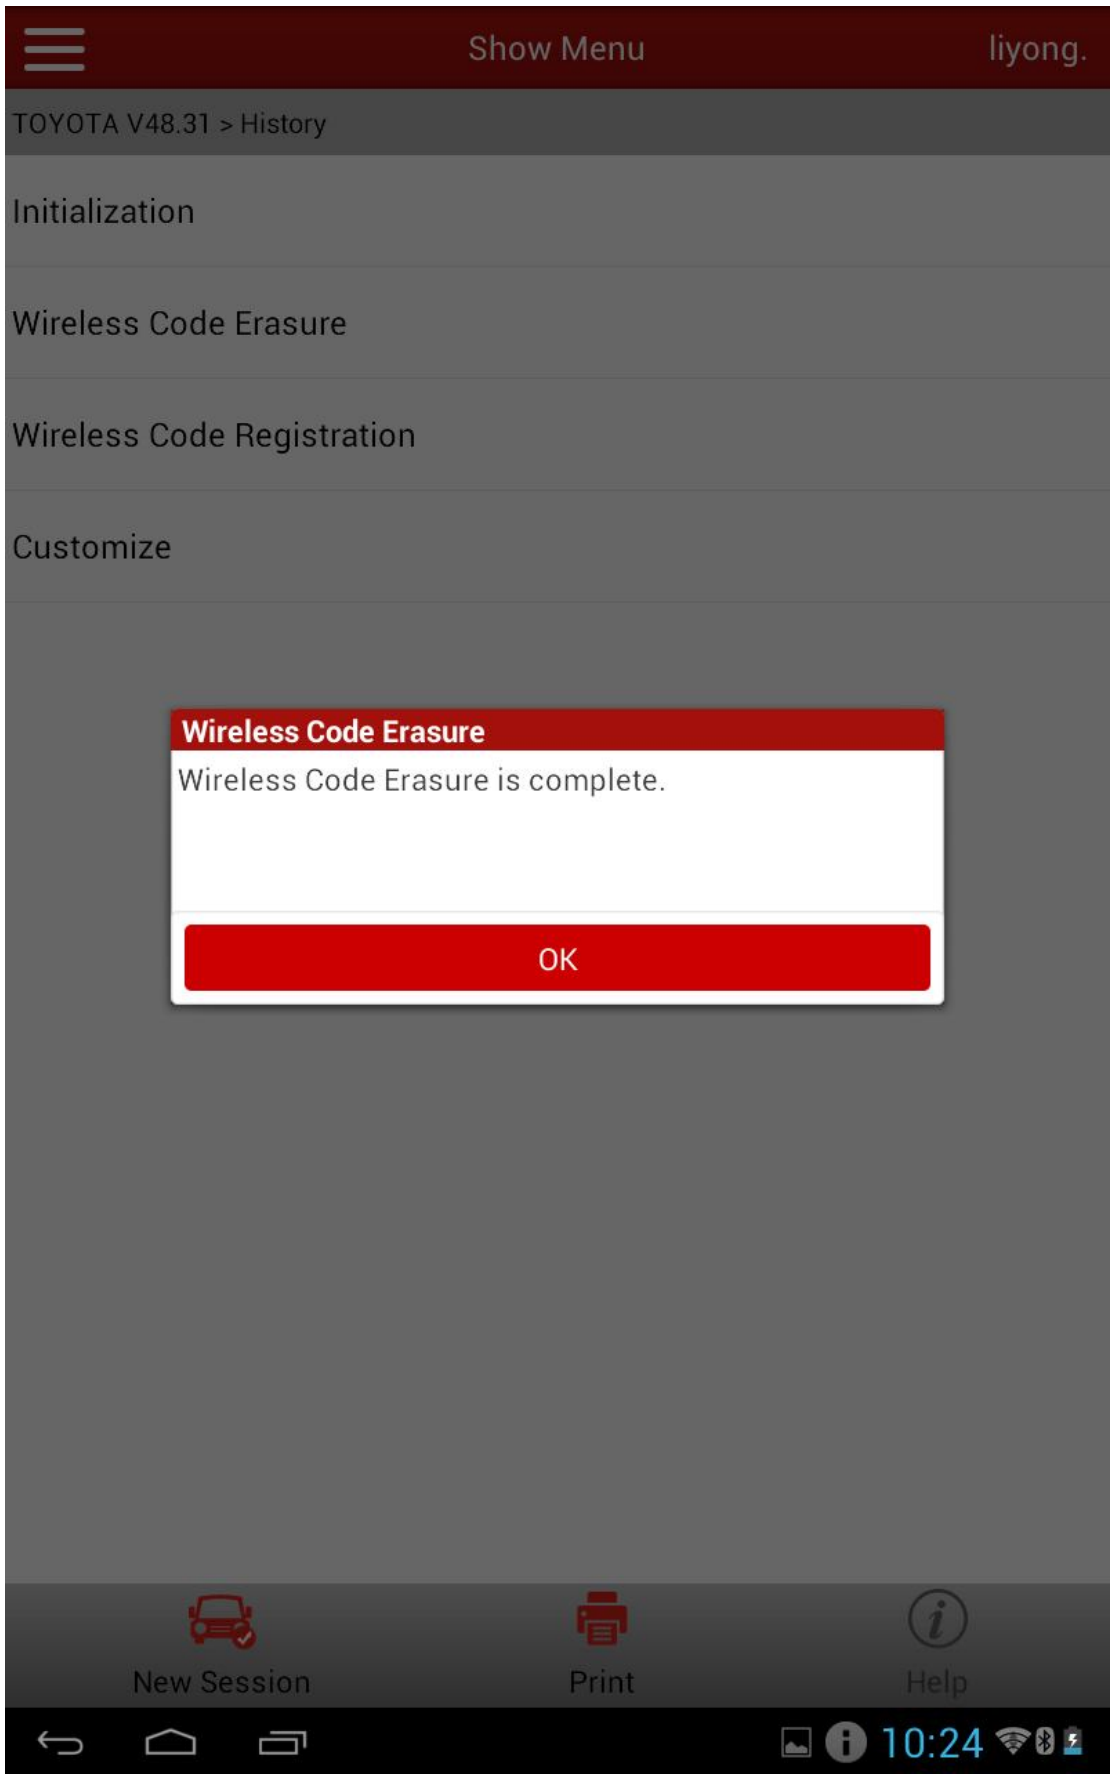 Show Menu
liyong.
TOYOTA V48.31 > History
Initialization
Wireless Code Erasure
Wireless Code Registration
Customize
Wireless Code Erasure
Wireless Code Erasure is complete.
OK
New Session
Print
Help
10:24